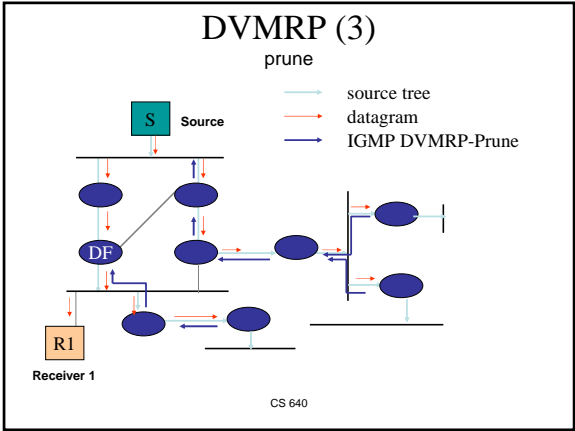 DVMRP (3)
prune
source tree
datagram
IGMP DVMRP-Prune
S
Source
DF
R1
Receiver 1
CS 640